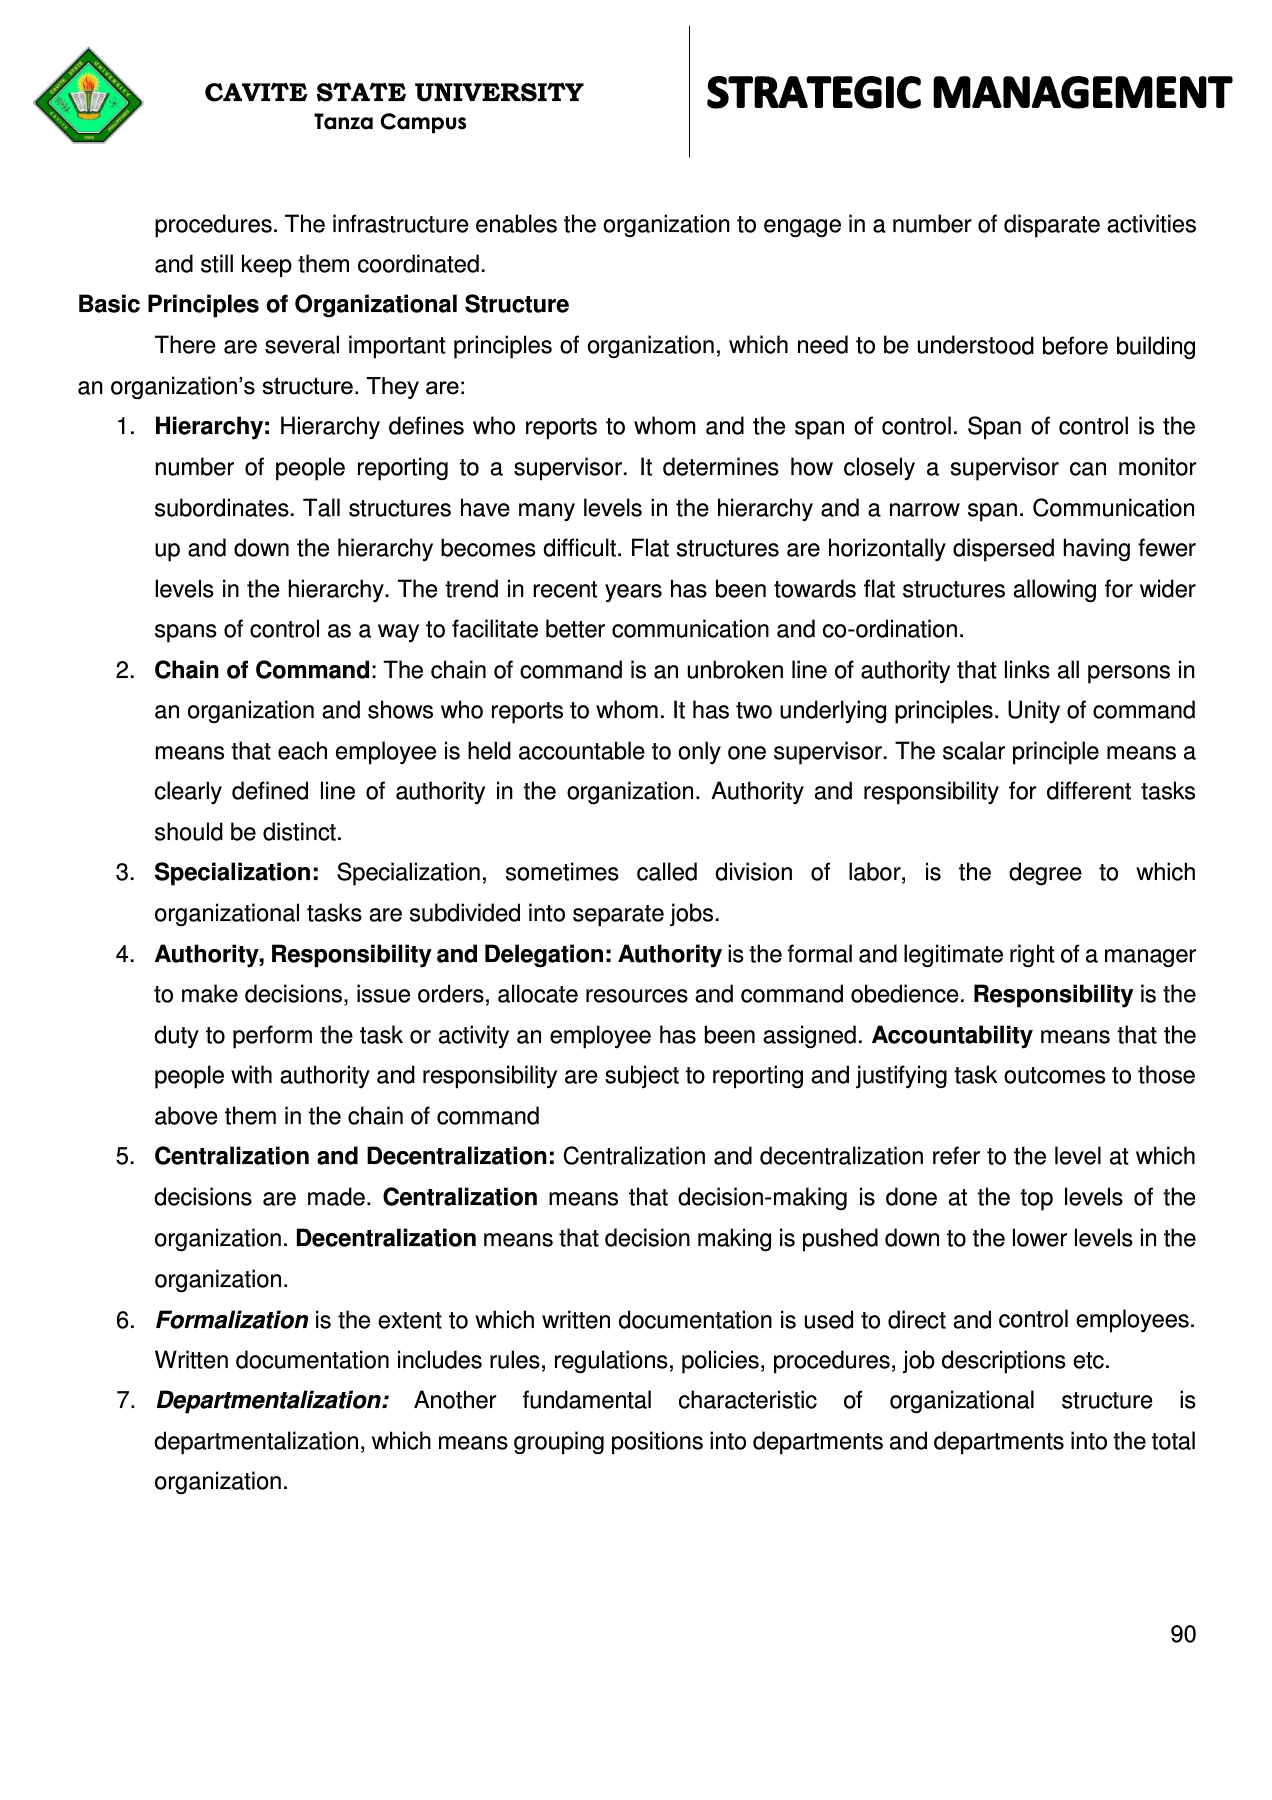 CAVITE STATE UNIVERSITY
Tanza Campus
STRATEGIC MANAGEMENT
procedures. The infrastructure enables the organization to engage in a number of disparate activities
and still keep them coordinated.
Basic Principles of Organizational Structure
There are several important principles of organization, which need to be understood before building
an organization’s structure. They are:
1. Hierarchy: Hierarchy defines who reports to whom and the span of control. Span of control is the
number of people reporting to a supervisor. It determines how closely a supervisor can monitor
subordinates. Tall structures have many levels in the hierarchy and a narrow span. Communication
up and down the hierarchy becomes difficult. Flat structures are horizontally dispersed having fewer
levels in the hierarchy. The trend in recent years has been towards flat structures allowing for wider
spans of control as a way to facilitate better communication and co-ordination.
2. Chain of Command: The chain of command is an unbroken line of authority that links all persons in
an organization and shows who reports to whom. It has two underlying principles. Unity of command
means that each employee is held accountable to only one supervisor. The scalar principle means a
clearly defined line of authority in the organization. Authority and responsibility for different tasks
should be distinct.
3. Specialization: Specialization, sometimes called division of labor, is the degree to which
organizational tasks are subdivided into separate jobs.
4. Authority, Responsibility and Delegation: Authority is the formal and legitimate right of a manager
to make decisions, issue orders, allocate resources and command obedience. Responsibility is the
duty to perform the task or activity an employee has been assigned. Accountability means that the
people with authority and responsibility are subject to reporting and justifying task outcomes to those
above them in the chain of command
5. Centralization and Decentralization: Centralization and decentralization refer to the level at which
decisions are made. Centralization means that decision-making is done at the top levels of the
organization. Decentralization means that decision making is pushed down to the lower levels in the
organization.
6. Formalization is the extent to which written documentation is used to direct and control employees.
Written documentation includes rules, regulations, policies, procedures, job descriptions etc.
7. Departmentalization: Another fundamental characteristic of organizational structure is
departmentalization, which means grouping positions into departments and departments into the total
organization.
90